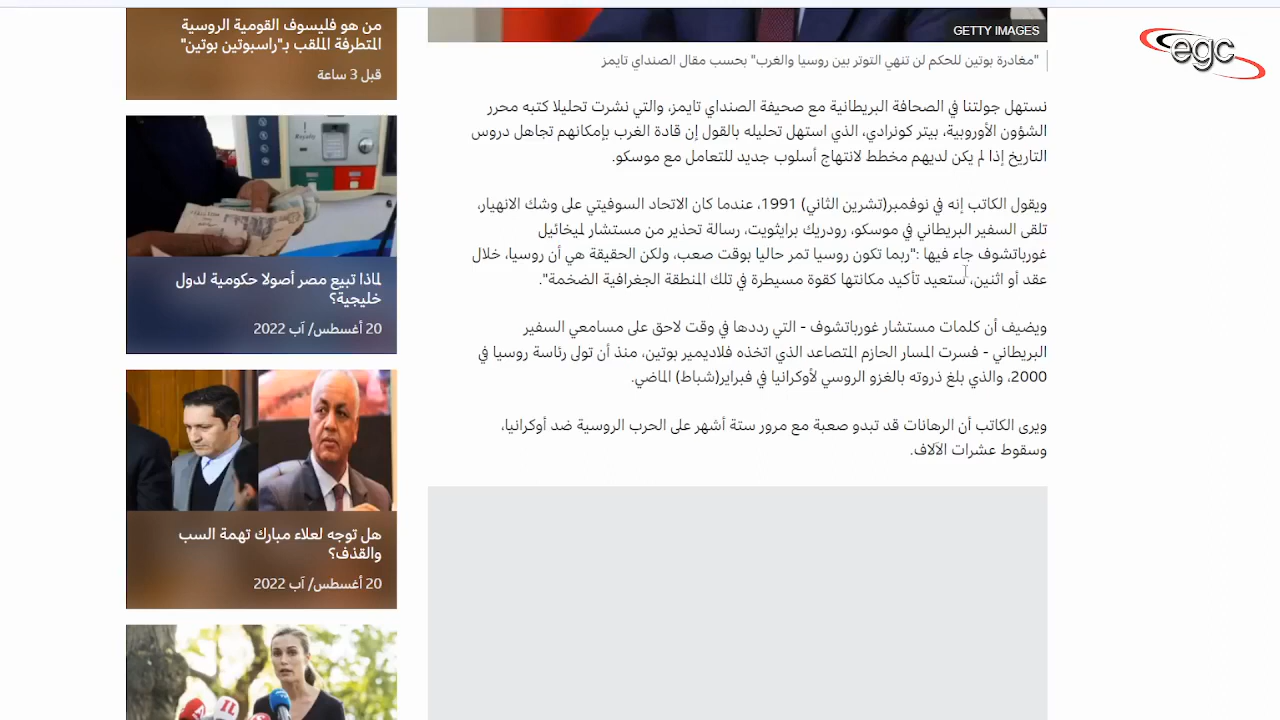 egc
GETTY IMAGES
"مغادرة بوتين للحكم لن تنهي التوتر بين روسيا والغرب" بحسب مقال الصنداي تايمز
نستهل جولتنا في الصحافة البريطانية مع صحيفة الصنداي تايمز، والتي نشرت تحليلا كتبه محرر
الشؤون الأوروبية، بيتر كونرادي، الذي استهل تحليله بالقول إن قادة الغرب بإمكانهم تجاهل دروس
التاريخ إذا لم يكن لديهم مخطط لانتهاج أسلوب جديد للتعامل مع موسكو.
ويقول الكاتب إنه في نوفمبر(تشرين الثاني) 1991، عندما كان الاتحاد السوفيتي على وشك الانهيار،
تلقى السفير البريطاني في موسكو، رودريك برايثويت، رسالة تحذير من مستشار لميخائيل
غورباتشوف جاء فيها :"ربما تكون روسيا تمر حاليا بوقت صعب، ولكن الحقيقة هي أن روسيا، خلال
عقد أو اثنين، ستعيد تأكيد مكانتها كقوة مسيطرة في تلك المنطقة الجغرافية الضخمة".
ويضيف أن كلمات مستشار غورباتشوف - التي رددها في وقت لاحق على مسامعي السفير
البريطاني - فسرت المسار الحازم المتصاعد الذي اتخذه فلاديمير بوتين، منذ أن تولى رئاسة روسيا في
2000، والذي بلغ ذروته بالغزو الروسي لأوكرانيا في فبراير(شباط) الماضي.
ويرى الكاتب أن الرهانات قد تبدو صعبة مع مرور ستة أشهر على الحرب الروسية ضد أوكرانيا،
وسقوط عشرات الآلاف.
من هو فليسوف القومية الروسية
المتطرفة الملقب بـ"راسبوتين بوتين"
قبل 3 ساعة
لماذا تبيع مصر أصولا حكومية لدول
خليجية؟
20 أغسطس/ آب 2022
هل توجه لعلاء مبارك تهمة السب
والقذف؟
20 أغسطس/ آب 2022
IL